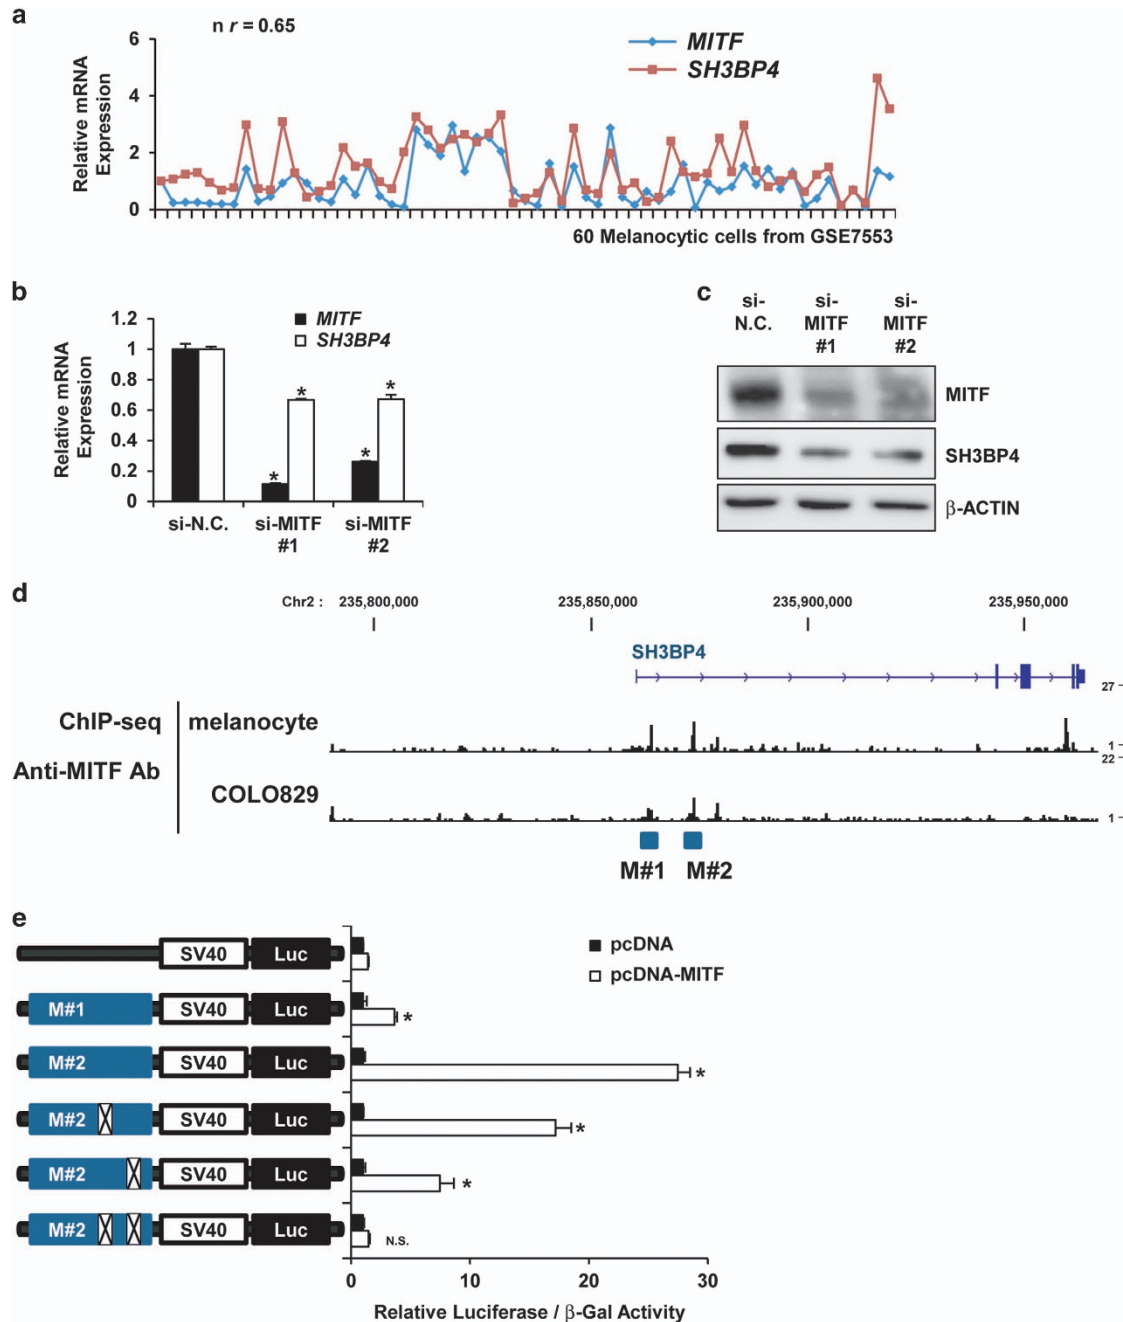 a
n r = 0.65
MITF
SH3BP4
Relative mRNA
Expression
6
4
2
0
60 Melanocytic cells from GSE7553
b
MITF
SH3BP4
Relative mRNA
Expression
1.2
1
0.8
0.6
0.4
0.2
0
*
*
*
*
si-N.C.
si-MITF
#1
si-MITF
#2
c
si-
N.C.
si-
MITF
#1
si-
MITF
#2
MITF
SH3BP4
β-ACTIN
d
Chr2 :
235,800,000
235,850,000
235,900,000
235,950,000
SH3BP4
27
ChIP-seq
melanocyte
1
22
Anti-MITF Ab
COLO829
1
M#1
M#2
e
pcDNA
pcDNA-MITF
SV40
Luc
M#1
SV40
Luc
*
M#2
SV40
Luc
*
M#2
SV40
Luc
*
M#2
SV40
Luc
*
M#2
SV40
Luc
N.S.
0
10
20
30
Relative Luciferase / β-Gal Activity